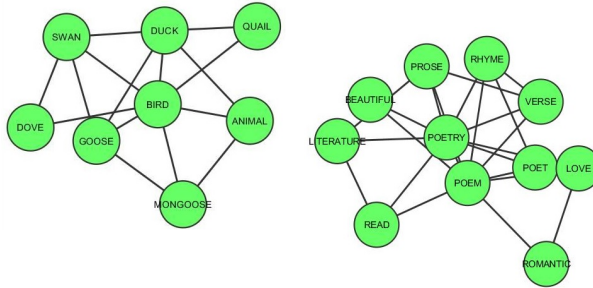 SWAN
DUCK
QUAIL
BIRD
DOVE
GOOSE
ANIMAL
MONGOOSE
PROSE
RHYME
BEAUTIFUL
VERSE
LITERATURE
POETRY
POET
LOVE
POEM
READ
ROMANTIC